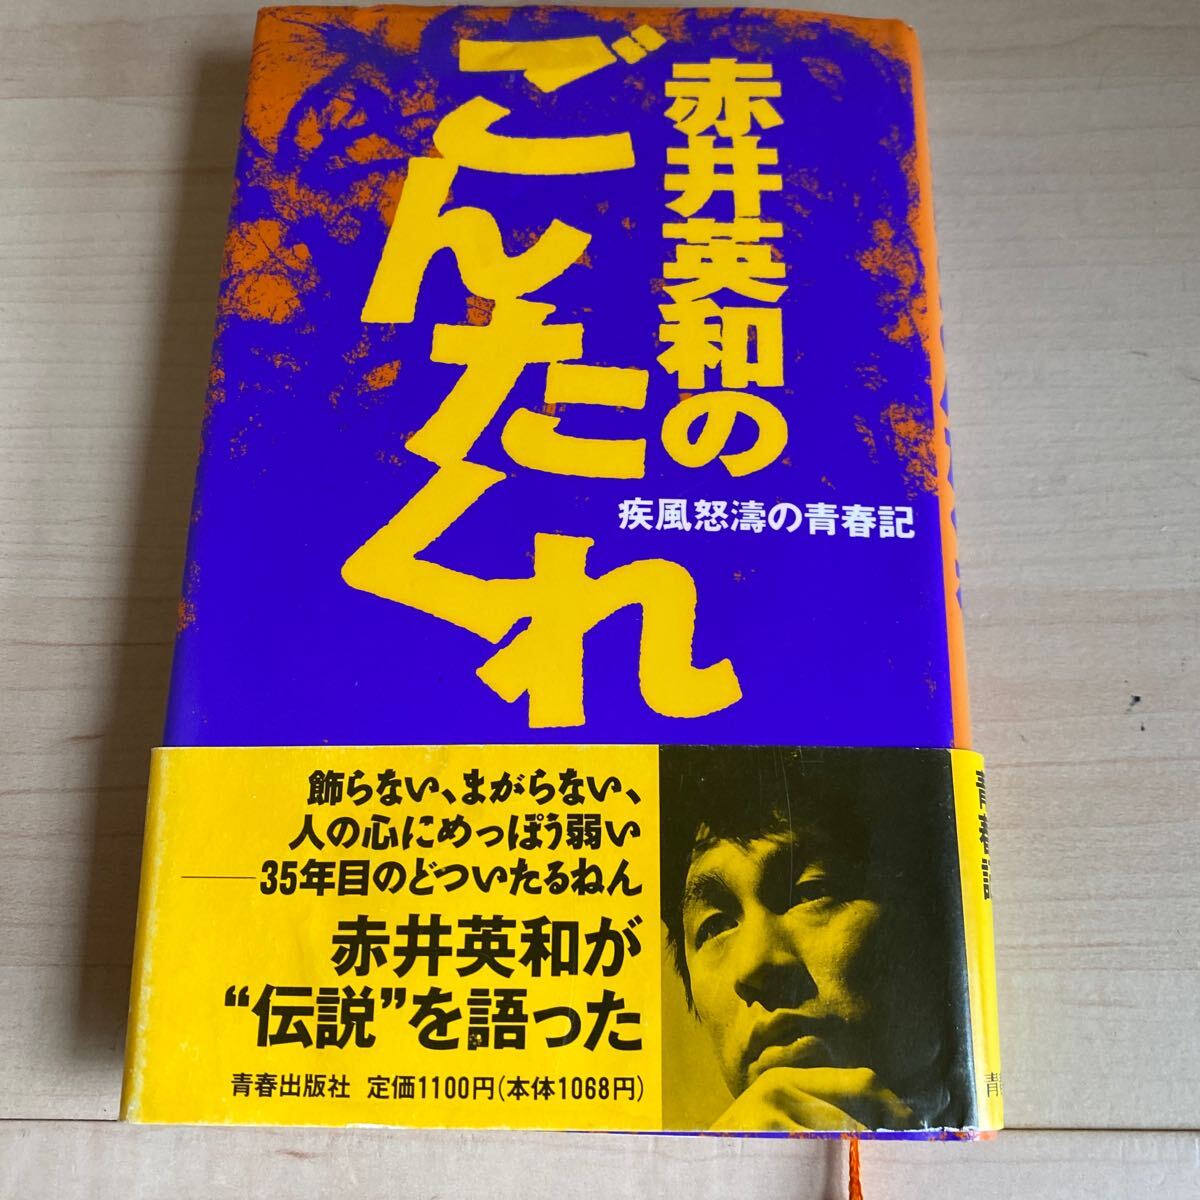 赤井英和の
ごんたくれ
疾風怒濤の青春記
飾らない、まがらない、
人の心にめっぽう弱い
――35年目のどついたるねん
赤井英和が
“伝説”を語った
青春出版社 定価1100円(本体1068円)
青春記